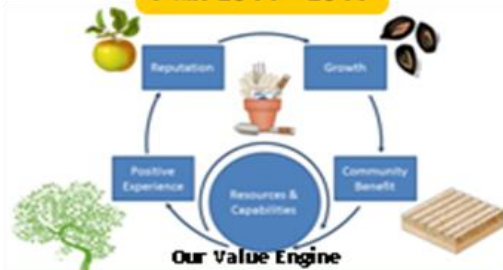 Reputation
Growth
Positive
Experience
Community
Benefit
Resources &
Capabilities
Our Value Engine